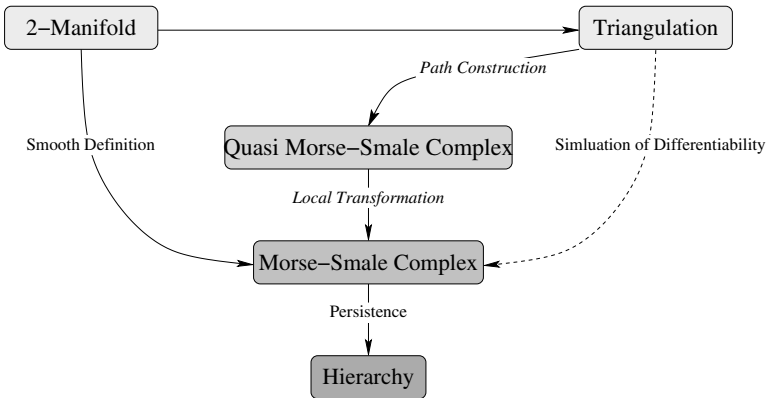 2−Manifold
Triangulation
Path Construction
Smooth Definition
Quasi Morse−Smale Complex
Simluation of Differentiability
Local Transformation
Morse−Smale Complex
Persistence
Hierarchy